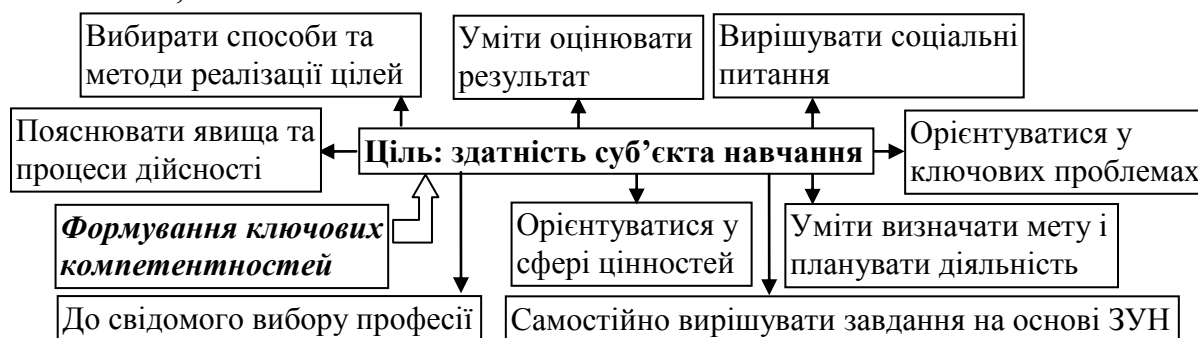 Вибирати способи та
методи реалізації цілей
Уміти оцінювати
результат
Вирішувати соціальні
питання
Пояснювати явища та
процеси дійсності
Ціль: здатність суб’єкта навчання
Орієнтуватися у
ключових проблемах
Формування ключових
компетентностей
Орієнтуватися у
сфері цінностей
Уміти визначати мету і
планувати діяльність
До свідомого вибору професії
Самостійно вирішувати завдання на основі ЗУН